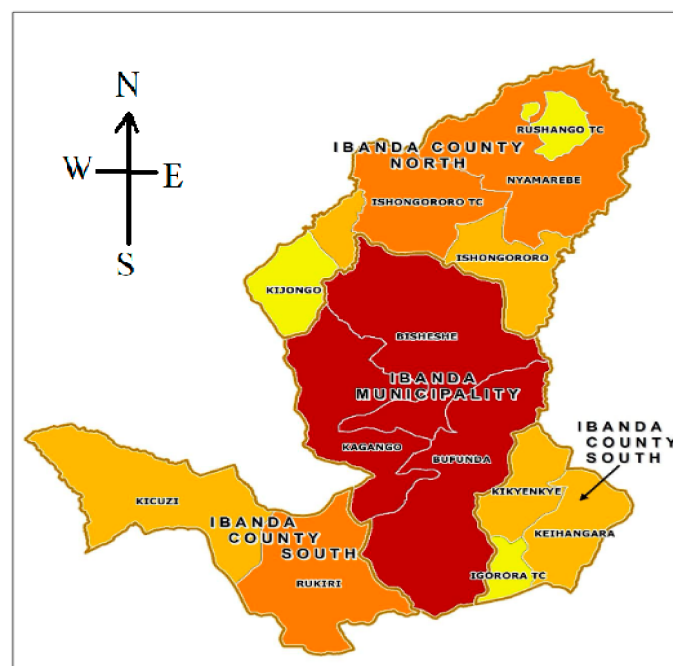 N
W E
S
RUSHANGO TC
IBANDA COUNTY
NORTH
NYAMAREBE
ISHONGORORO TC
ISHONGORORO
KIJONGO
BISHESHE
IBANDA
MUNICIPALITY
KAGANGO
BUFUNDA
IBANDA
COUNTY
SOUTH
KIKYENKYE
KEIHANGARA
IGORORA TC
KICUZI
IBANDA
COUNTY
SOUTH
RUKIRI